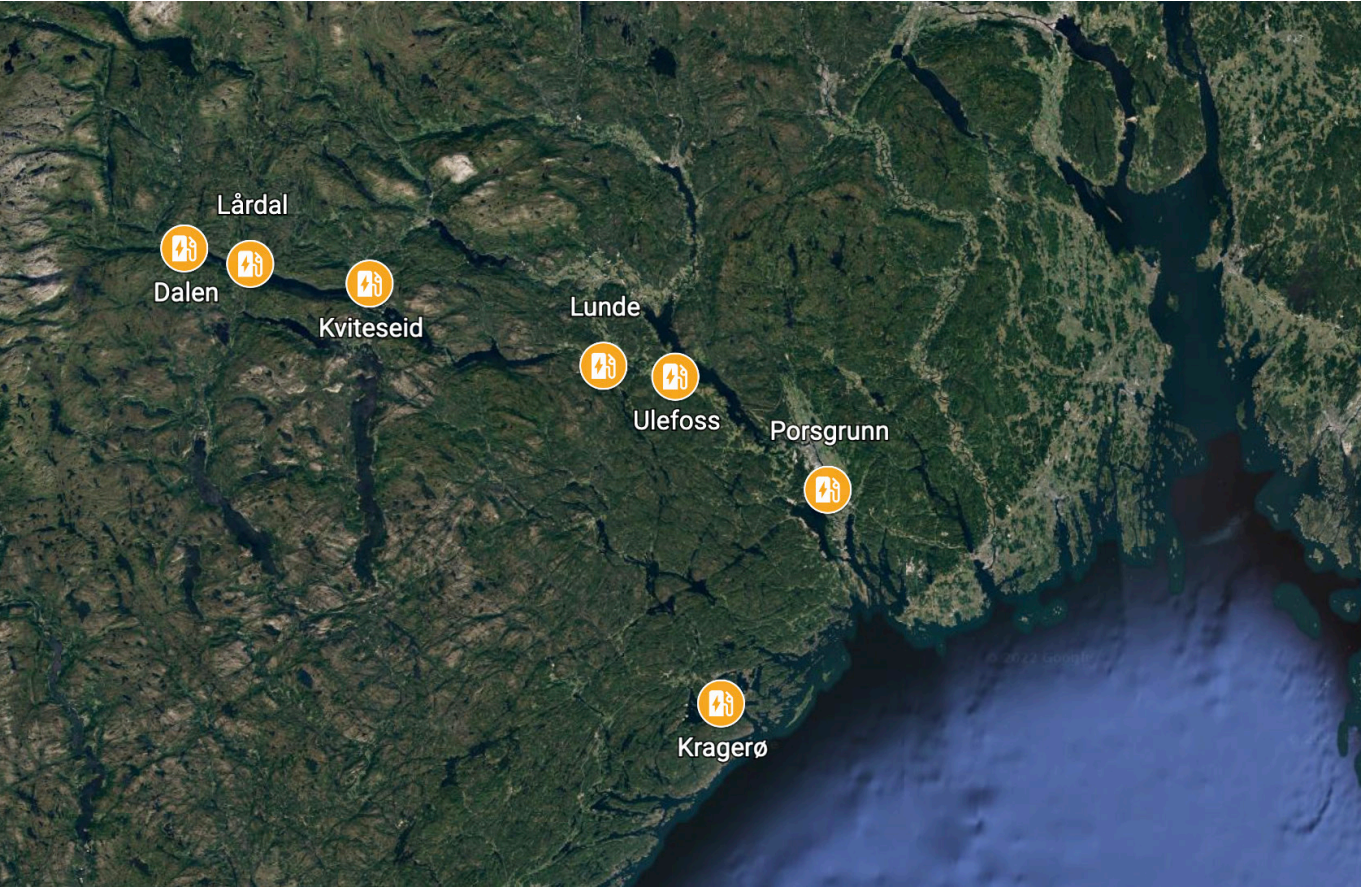 Lårdal
Dalen
Kviteseid
Lunde
Ulefoss
Porsgrunn
Kragerø